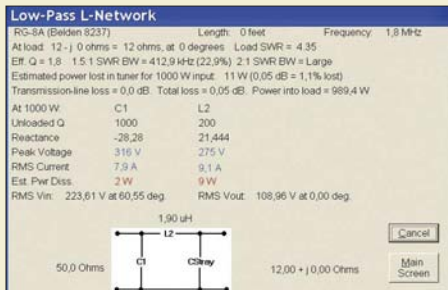 Low-Pass L-Network
RG-8A (Belden 8237) Length: 0 feet Frequency: 1,8 MHz
At load: 12 - j 0 ohms = 12 ohms, at 0 degrees Load SWR = 4.35
Eff. Q = 1,8 1.5:1 SWR BW = 412,9 kHz (22,9%) 2:1 SWR BW = Large
Estimated power lost in tuner for 1000 W input: 11 W (0,05 dB = 1,1% lost)
Transmission-line loss = 0,0 dB. Total loss = 0,05 dB. Power into load = 989,4 W
At 1000 W: C1 L2
Unloaded Q 1000 200
Reactance -28,28 21,444
Peak Voltage 316 V 275 V
RMS Current 7,9 A 9,1 A
Est. Pwr Diss. 2 W 9 W
RMS Vin: 223,61 V at 60,55 deg. RMS Vout: 108,96 V at 0,00 deg.
1,90 uH
L2
Cancel
50,0 Ohms C1 CStray 12,00 + j 0,00 Ohms
Main
Screen